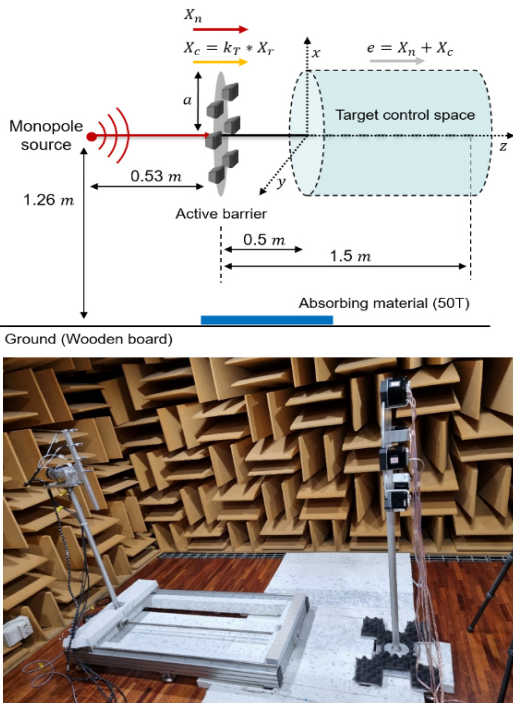 X_n
X_c = k_T * X_r
e = X_n + X_c
x
a
Monopole
source
Target control space
z
y
0.53 m
1.26 m
Active barrier
0.5 m
1.5 m
Absorbing material (50T)
Ground (Wooden board)